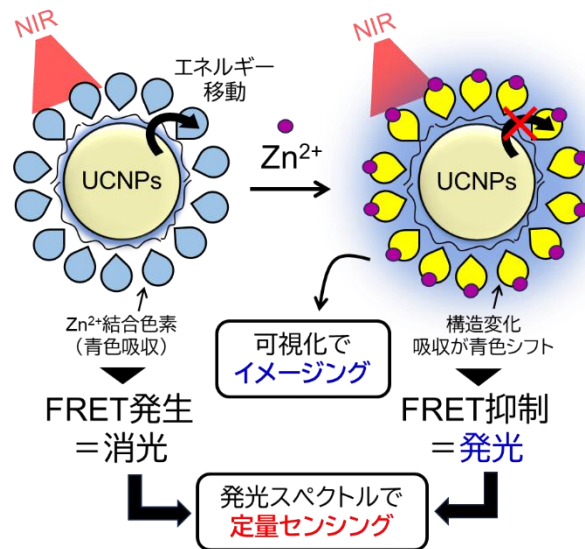 NIR
エネルギー
移動
UCNPs
Zn²⁺
NIR
UCNPs
Zn²⁺結合色素
（青色吸収）
構造変化
吸収が青色シフト
可視化で
イメージング
FRET発生
＝消光
FRET抑制
＝発光
発光スペクトルで
定量センシング